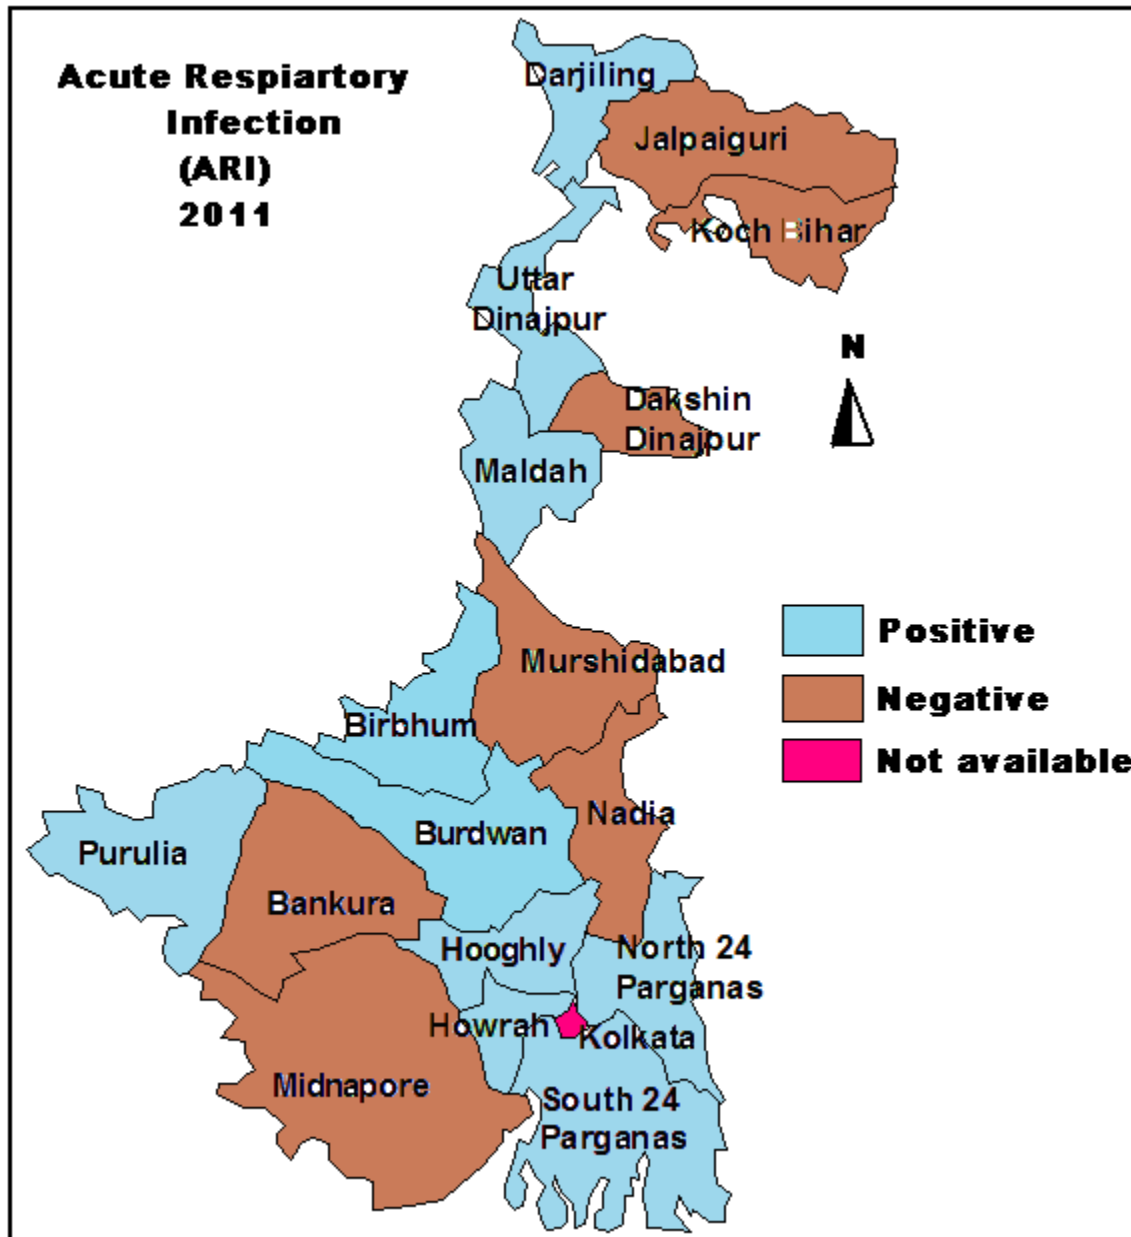 Acute Respiartory
Infection
(ARI)
2011
Darjiling
Jalpaiguri
Koch Bihar
Uttar
Dinajpur
N
Dakshin
Dinajpur
Maldah
Positive
Murshidabad
Negative
Birbhum
Not available
Nadia
Burdwan
Purulia
Bankura
Hooghly
North 24
Parganas
Howrah
Kolkata
Midnapore
South 24
Parganas